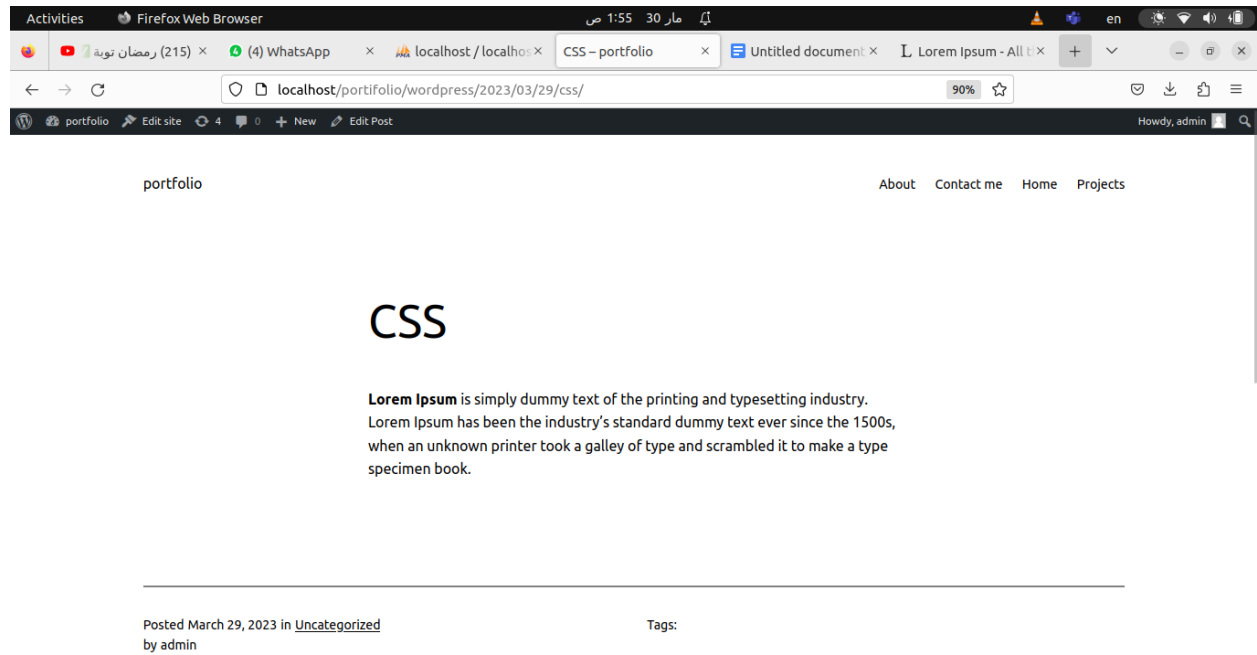 Activities Firefox Web Browser 1:55 30 مار ص en
(215) رمضان توبة (4) WhatsApp localhost / localhos CSS – portfolio Untitled document Lorem Ipsum - All t
localhost/portifolio/wordpress/2023/03/29/css/ 90%
portfolio Edit site 4 0 New Edit Post Howdy, admin
portfolio About Contact me Home Projects
CSS
Lorem Ipsum is simply dummy text of the printing and typesetting industry.
Lorem Ipsum has been the industry’s standard dummy text ever since the 1500s,
when an unknown printer took a galley of type and scrambled it to make a type
specimen book.
Posted March 29, 2023 in Uncategorized Tags:
by admin